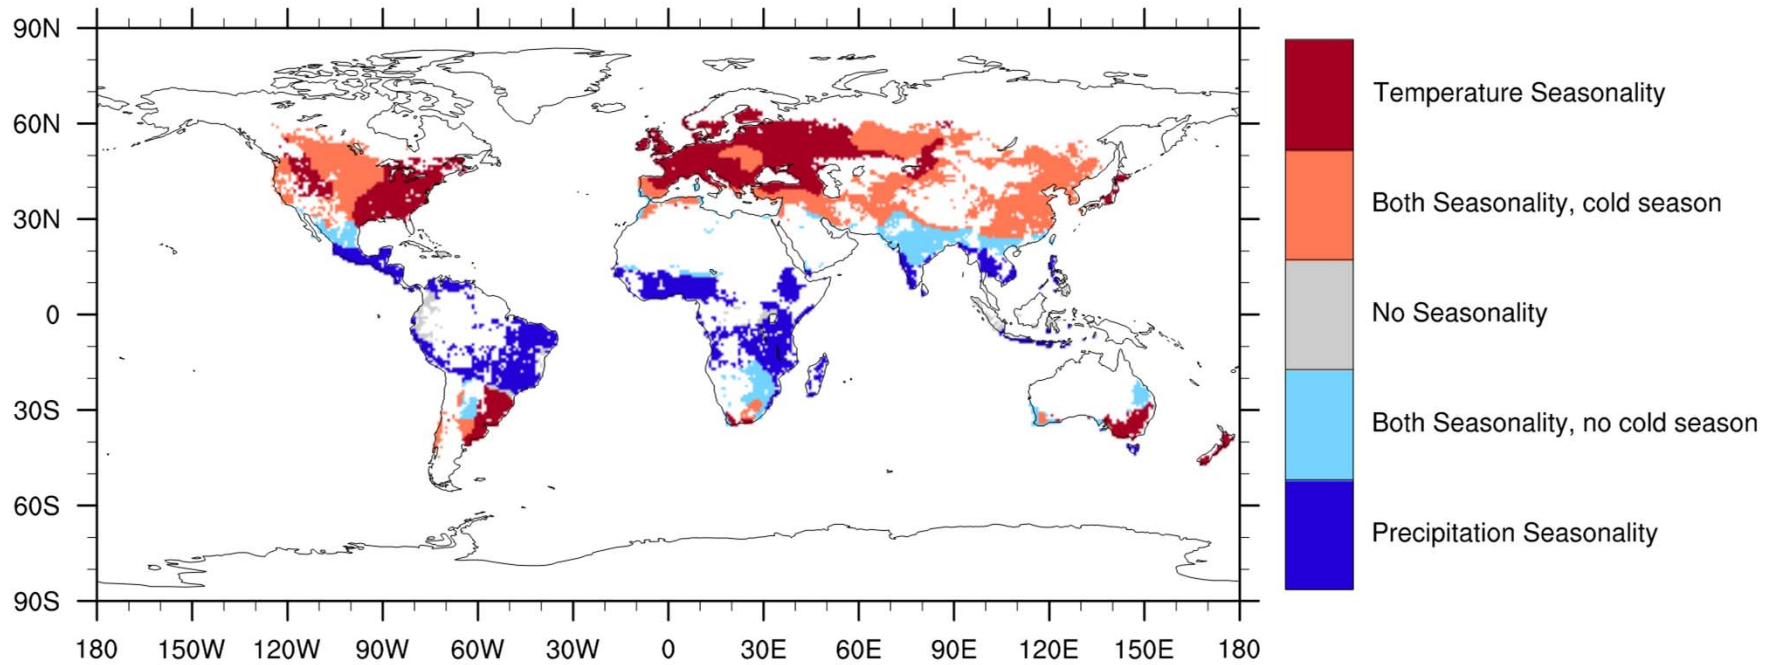 90N
60N
30N
0
30S
60S
90S
180 150W 120W 90W 60W 30W 0 30E 60E 90E 120E 150E 180
Temperature Seasonality
Both Seasonality, cold season
No Seasonality
Both Seasonality, no cold season
Precipitation Seasonality